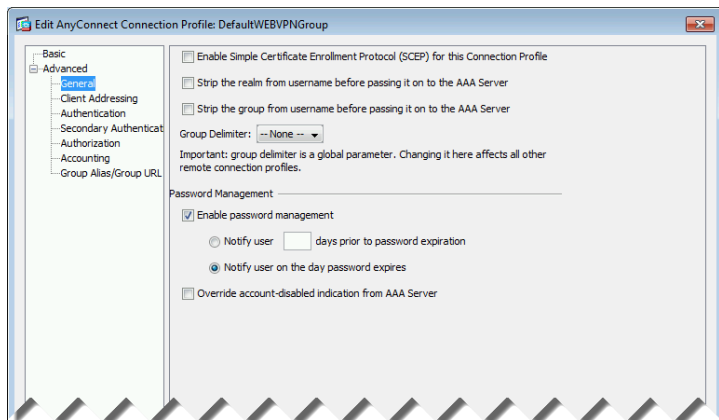 Edit AnyConnect Connection Profile: DefaultWEBVPNGroup
Basic
Advanced
General
Client Addressing
Authentication
Secondary Authenticat
Authorization
Accounting
Group Alias/Group URL
Enable Simple Certificate Enrollment Protocol (SCEP) for this Connection Profile
Strip the realm from username before passing it on to the AAA Server
Strip the group from username before passing it on to the AAA Server
Group Delimiter: -- None --
Important: group delimiter is a global parameter. Changing it here affects all other
remote connection profiles.
Password Management
Enable password management
Notify user days prior to password expiration
Notify user on the day password expires
Override account-disabled indication from AAA Server